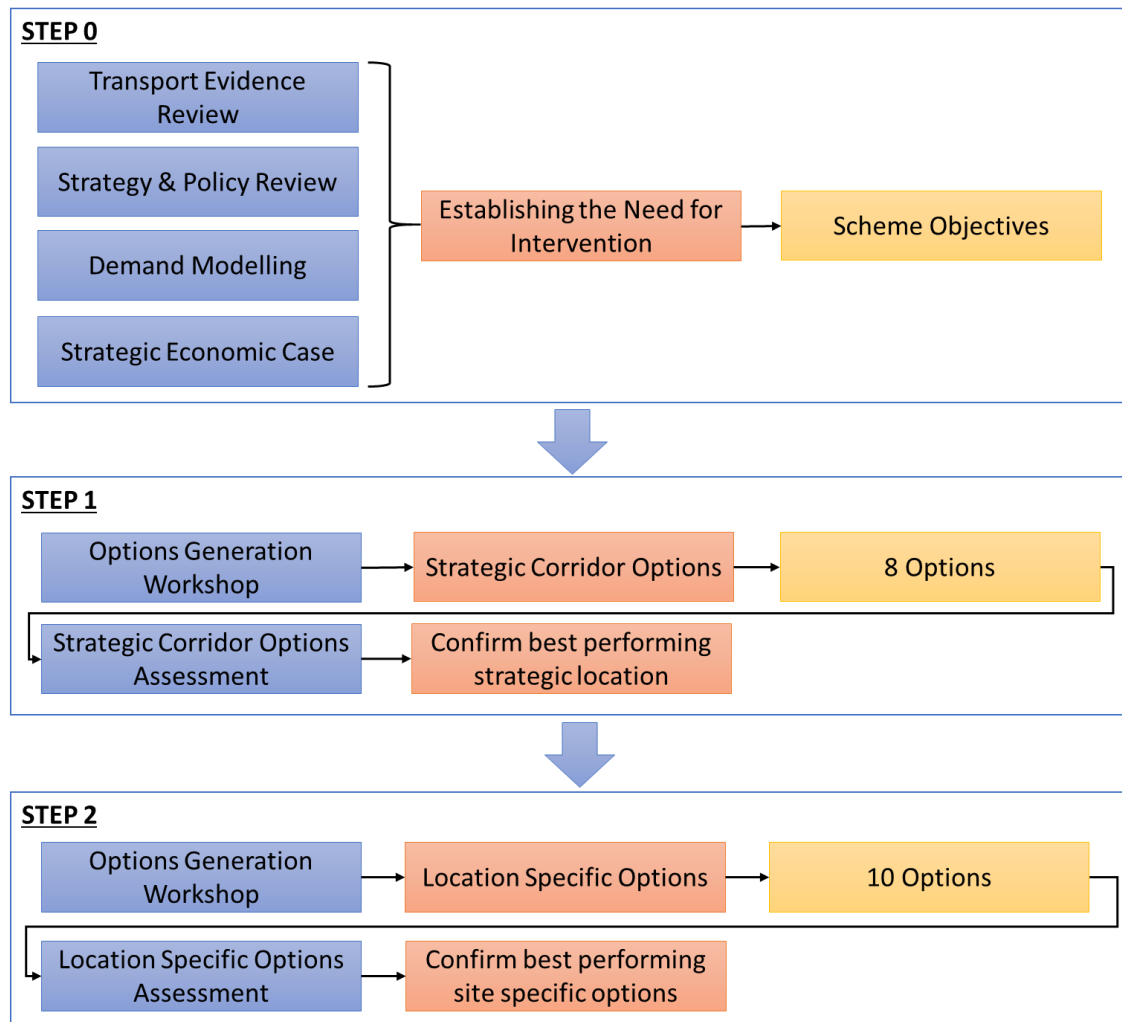 STEP 0
Transport Evidence
Review
Strategy & Policy Review
Demand Modelling
Strategic Economic Case
Establishing the Need for
Intervention
Scheme Objectives
STEP 1
Options Generation
Workshop
Strategic Corridor Options
8 Options
Strategic Corridor Options
Assessment
Confirm best performing
strategic location
STEP 2
Options Generation
Workshop
Location Specific Options
10 Options
Location Specific Options
Assessment
Confirm best performing
site specific options